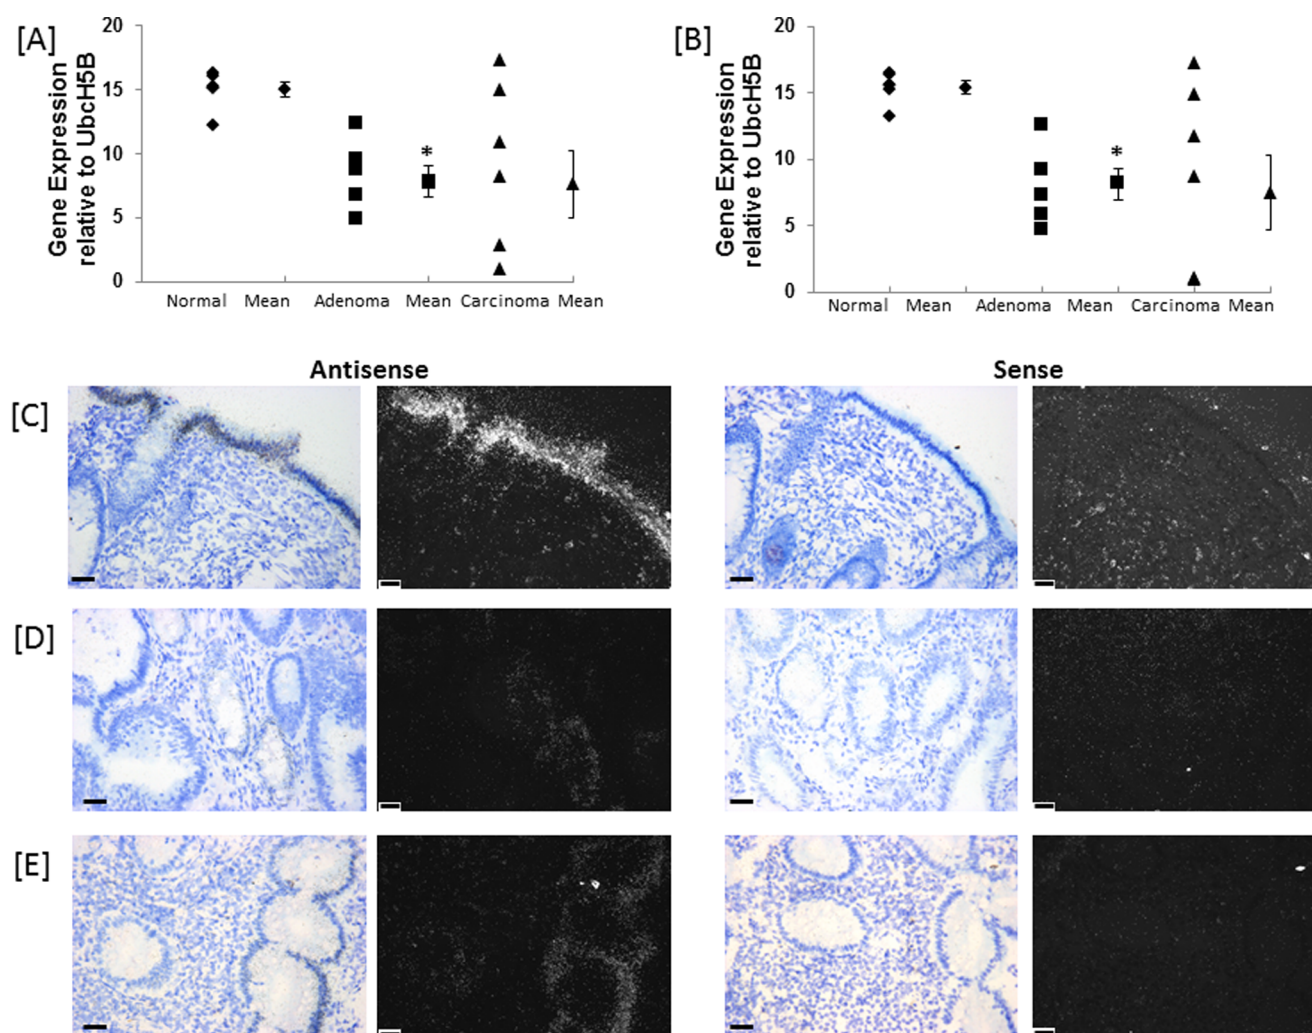 [A]
Gene Expression
relative to UbcH5B
20
15
10
5
0
*
Normal Mean Adenoma Mean Carcinoma Mean
[B]
Gene Expression
relative to UbcH5B
20
15
10
5
0
*
Normal Mean Adenoma Mean Carcinoma Mean
Antisense
Sense
[C]
[D]
[E]